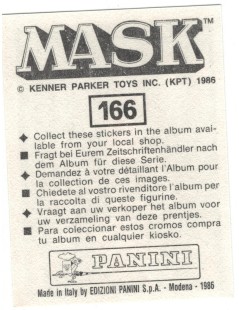 MASK™
© KENNER PARKER TOYS INC. (KPT) 1986
166
◆ Collect these stickers in the album avai-
lable from your local shop.
■ Fragt bei Eurem Zeitschriftenhändler nach
dem Album für diese Serie.
◆ Demandez à votre détaillant l'Album pour
la collection de ces images.
■ Chiedete al vostro rivenditore l'album per
la raccolta di queste figurine.
◆ Vraagt aan uw verkoper het album voor
uw verzameling van deze prentjes.
■ Para coleccionar estos cromos compra
tu album en cualquier kiosko.
PANINI
Made in Italy by EDIZIONI PANINI S.p.A. - Modena - 1986